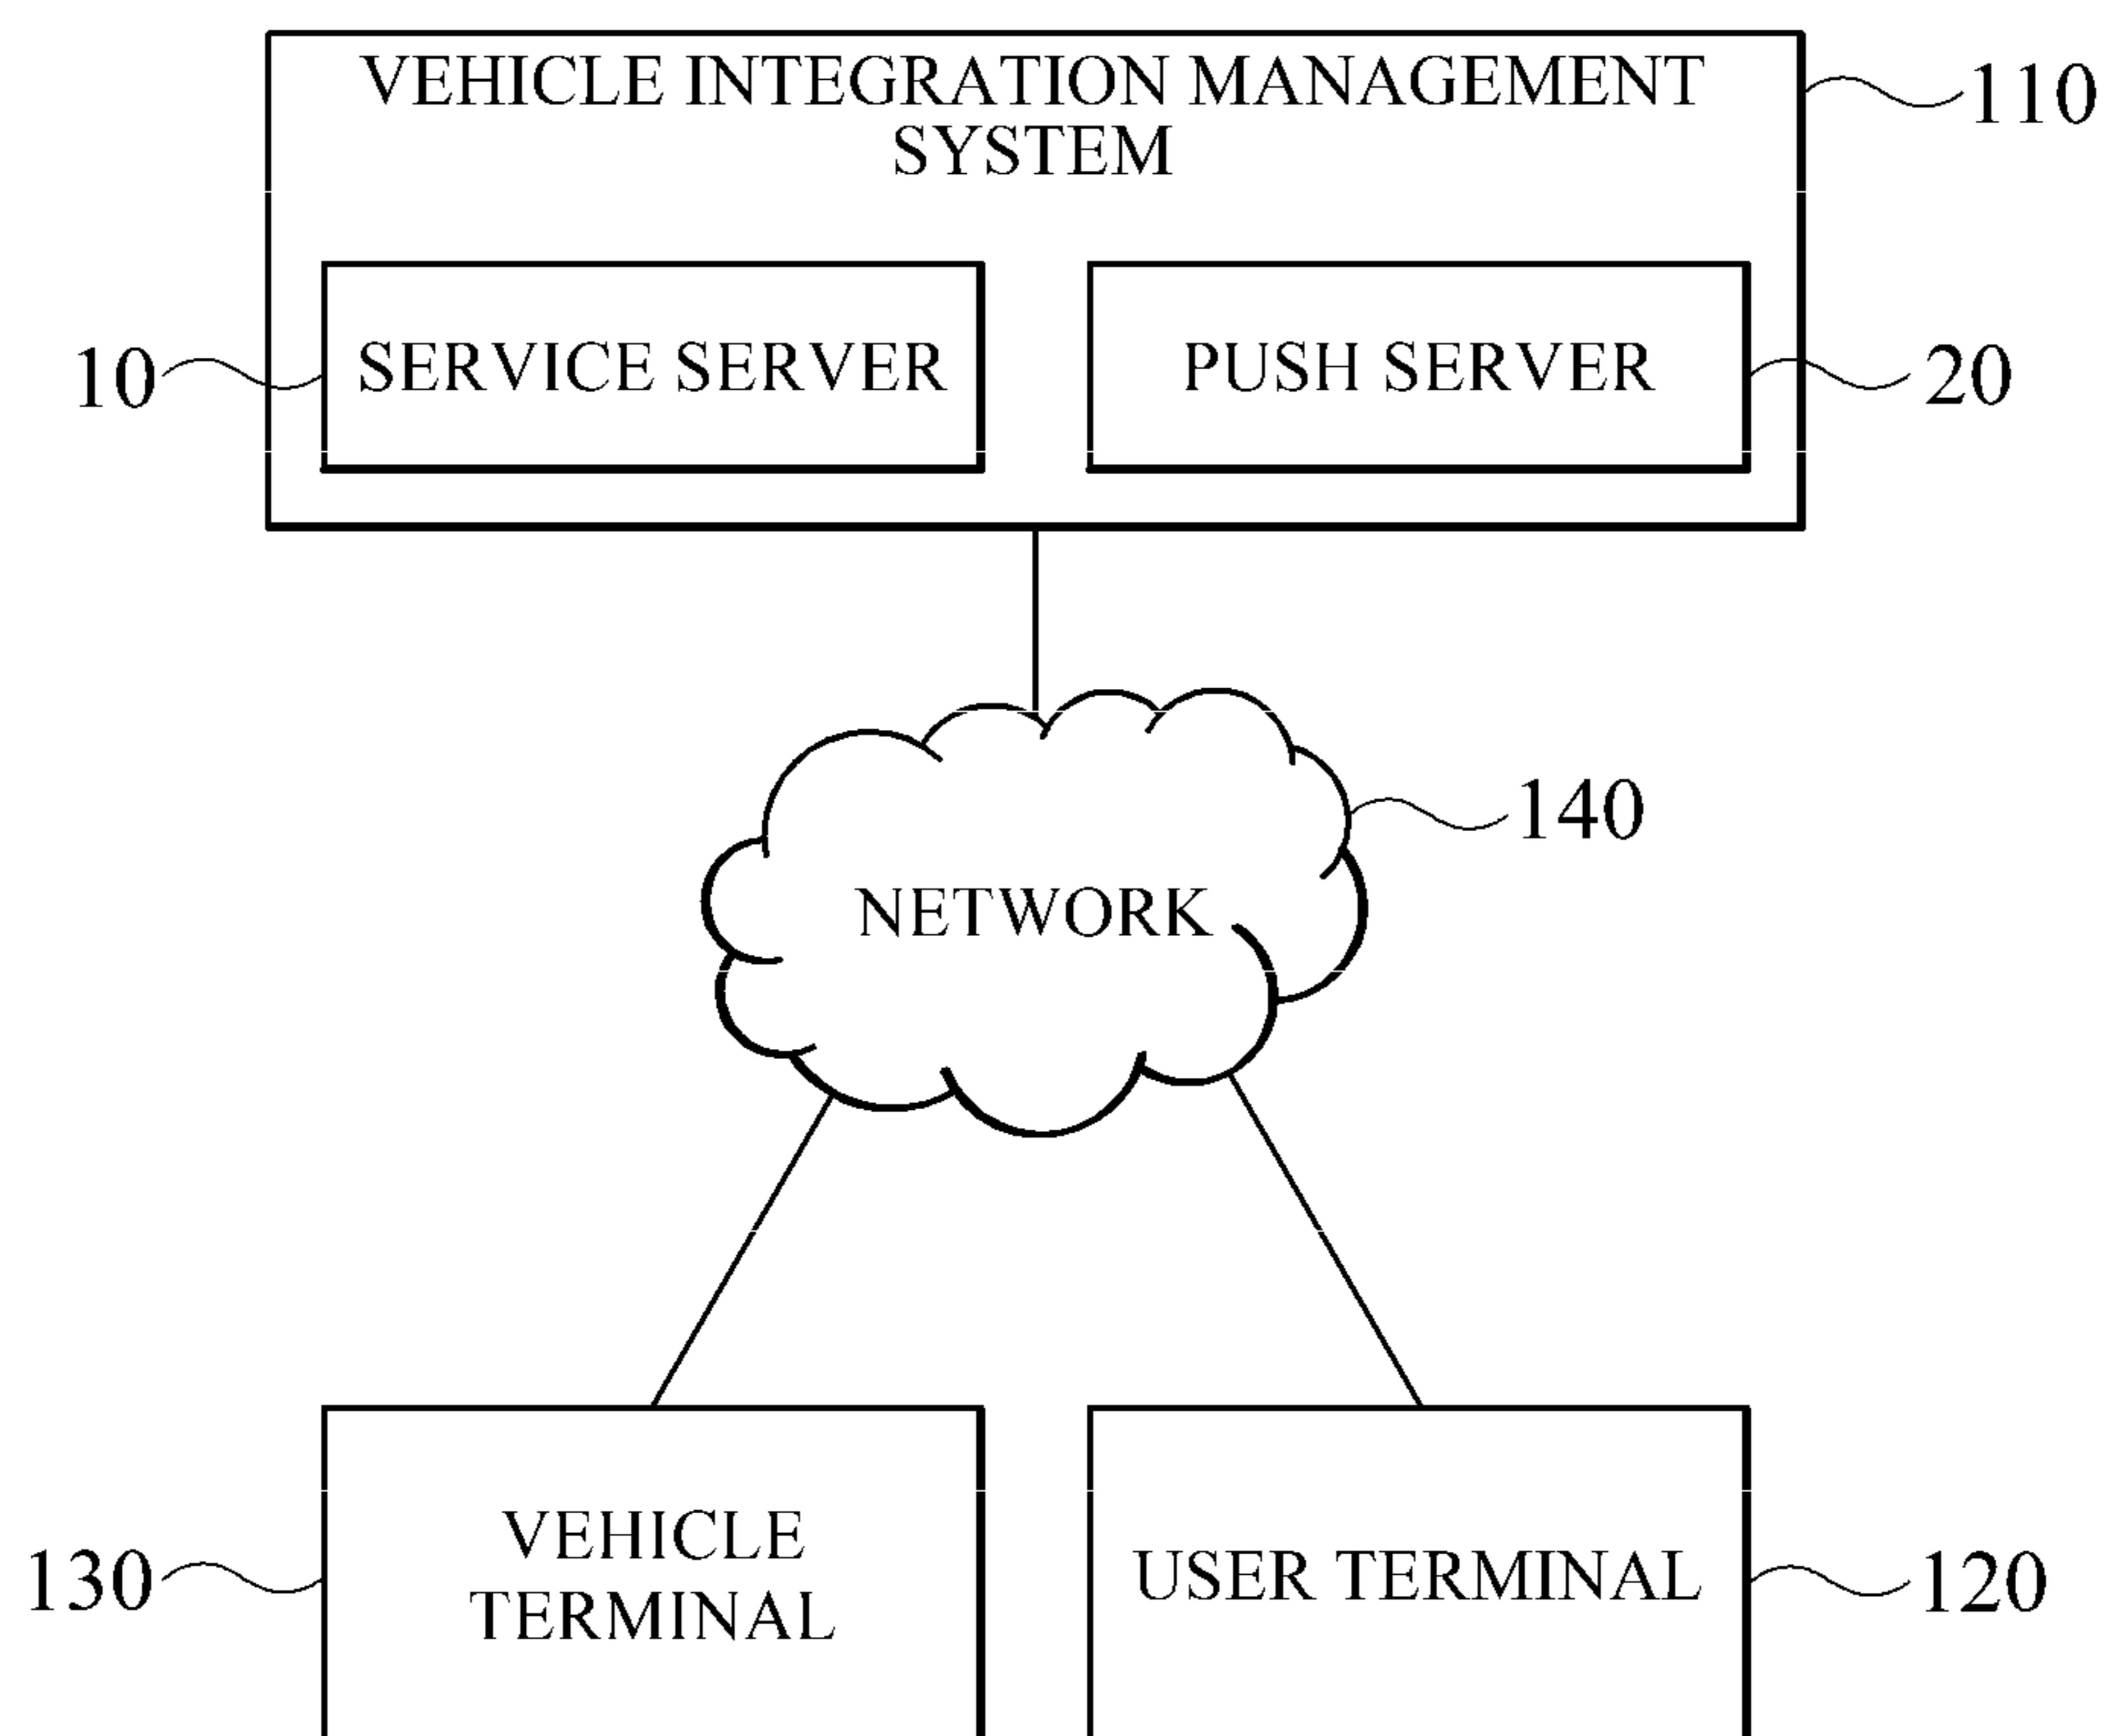 VEHICLE INTEGRATION MANAGEMENT
SYSTEM
110
10
SERVICE SERVER
PUSH SERVER
20
140
NETWORK
130
VEHICLE
TERMINAL
USER TERMINAL
120